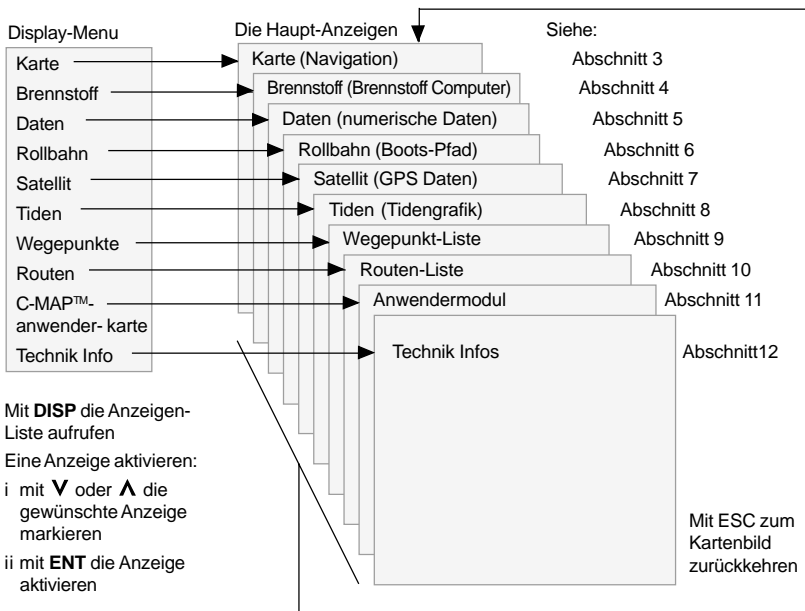 Display-Menu
Die Haupt-Anzeigen
Siehe:
Karte
Karte (Navigation)
Abschnitt 3
Brennstoff
Brennstoff (Brennstoff Computer)
Abschnitt 4
Daten
Daten (numerische Daten)
Abschnitt 5
Rollbahn
Rollbahn (Boots-Pfad)
Abschnitt 6
Satellit
Satellit (GPS Daten)
Abschnitt 7
Tiden
Tiden (Tidengrafik)
Abschnitt 8
Wegepunkte
Wegepunkt-Liste
Abschnitt 9
Routen
Routen-Liste
Abschnitt 10
C-MAP™-
anwender- karte
Anwendermodul
Abschnitt 11
Technik Info
Technik Infos
Abschnitt12
Mit DISP die Anzeigen-
Liste aufrufen
Eine Anzeige aktivieren:
i mit V oder Λ die
gewünschte Anzeige
markieren
ii mit ENT die Anzeige
aktivieren
Mit ESC zum
Kartenbild
zurückkehren